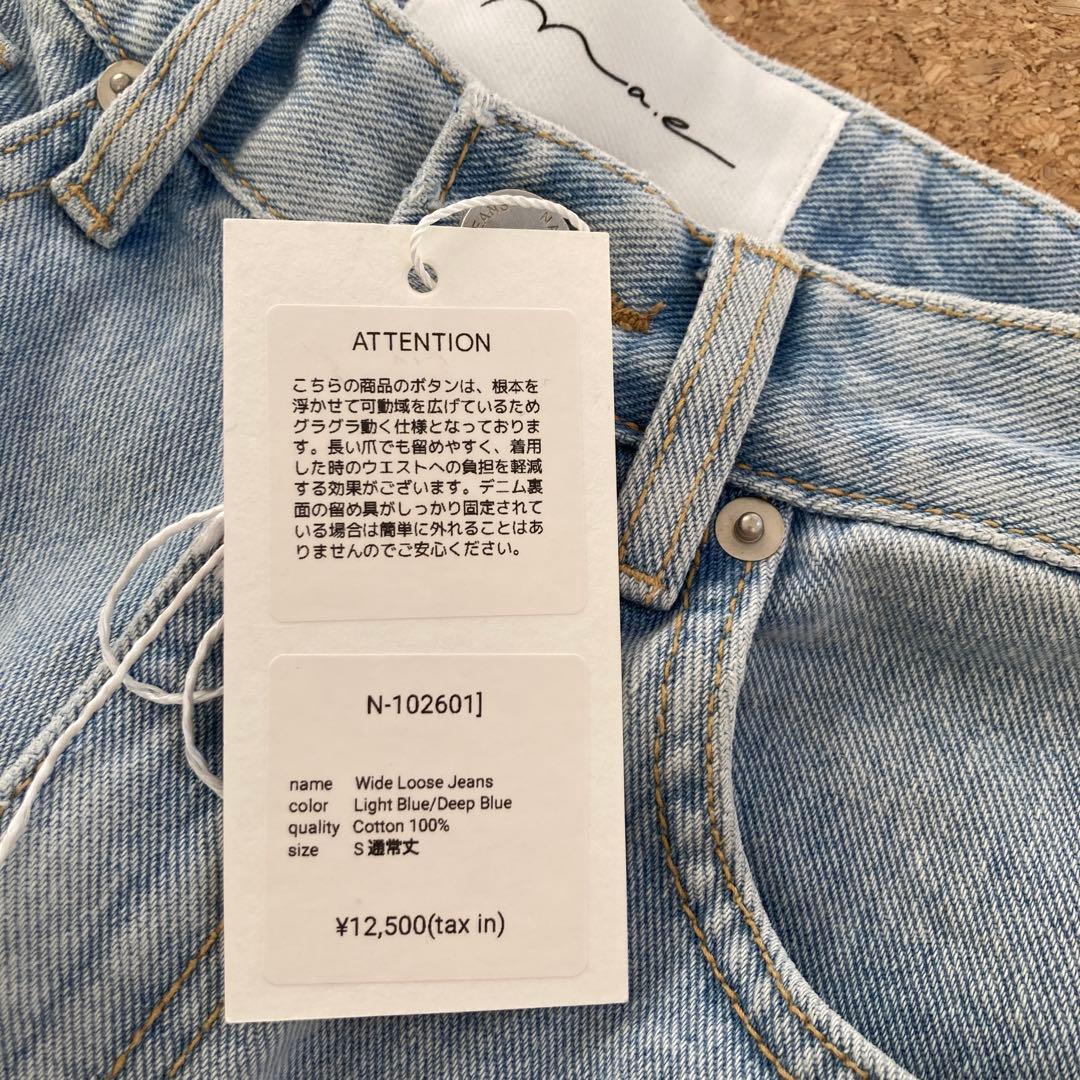 na.e
EANS NA
ATTENTION
こちらの商品のボタンは、根本を
浮かせて可動域を広げているため
グラグラ動く仕様となっておりま
す。長い爪でも留めやすく、着用
した時のウエストへの負担を軽減
する効果がございます。デニム裏
面の留め具がしっかり固定されて
いる場合は簡単に外れることはあ
りませんのでご安心ください。
N-102601]
name Wide Loose Jeans
color Light Blue/Deep Blue
quality Cotton 100%
size S 通常丈
¥12,500(tax in)